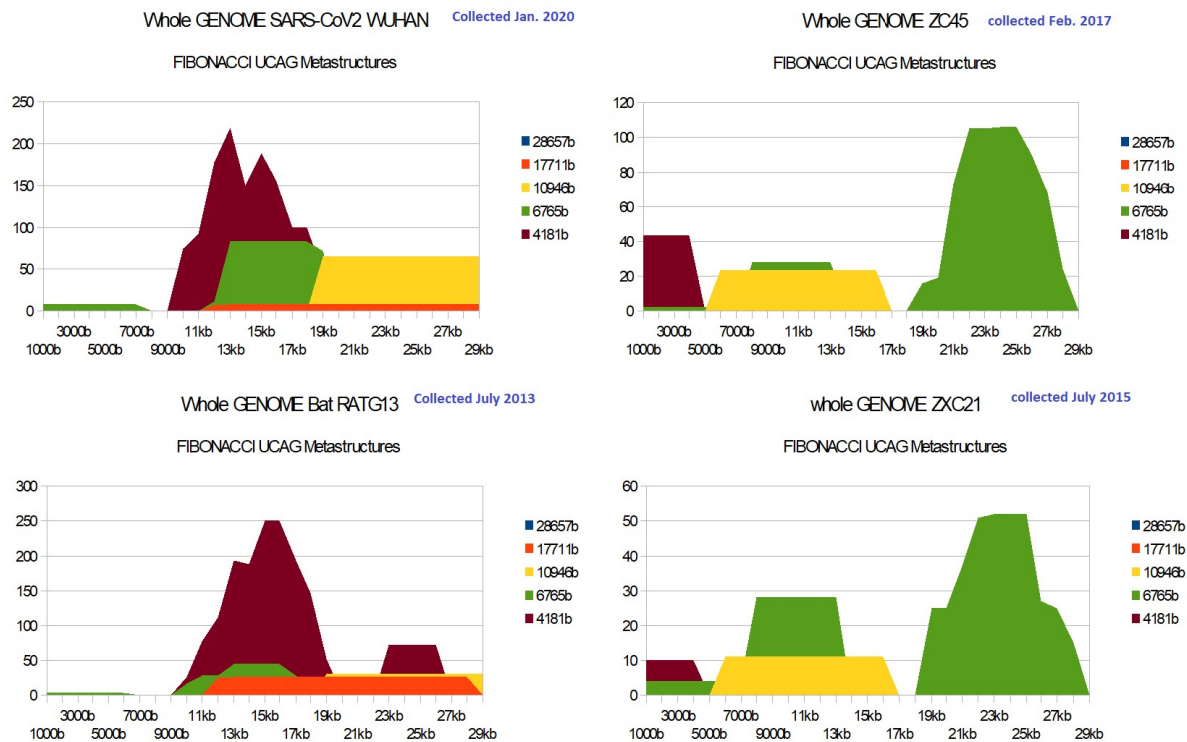 Whole GENOME SARS-CoV2 WUHAN Collected Jan. 2020
FIBONACCI UCAG Metastructures
250
200
150
100
50
0
3000b 7000b 11kb 15kb 19kb 23kb 27kb
1000b 5000b 9000b 13kb 17kb 21kb 25kb 29kb
28657b
17711b
10946b
6765b
4181b
Whole GENOME ZC45 collected Feb. 2017
FIBONACCI UCAG Metastructures
120
100
80
60
40
20
0
3000b 7000b 11kb 15kb 19kb 23kb 27kb
1000b 5000b 9000b 13kb 17kb 21kb 25kb 29kb
28657b
17711b
10946b
6765b
4181b
Whole GENOME Bat RATG13 Collected July 2013
FIBONACCI UCAG Metastructures
300
250
200
150
100
50
0
3000b 7000b 11kb 15kb 19kb 23kb 27kb
1000b 5000b 9000b 13kb 17kb 21kb 25kb 29kb
28657b
17711b
10946b
6765b
4181b
whole GENOME ZXC21 collected July 2015
FIBONACCI UCAG Metastructures
60
50
40
30
20
10
0
3000b 7000b 11kb 15kb 19kb 23kb 27kb
1000b 5000b 9000b 13kb 17kb 21kb 25kb 29kb
28657b
17711b
10946b
6765b
4181b